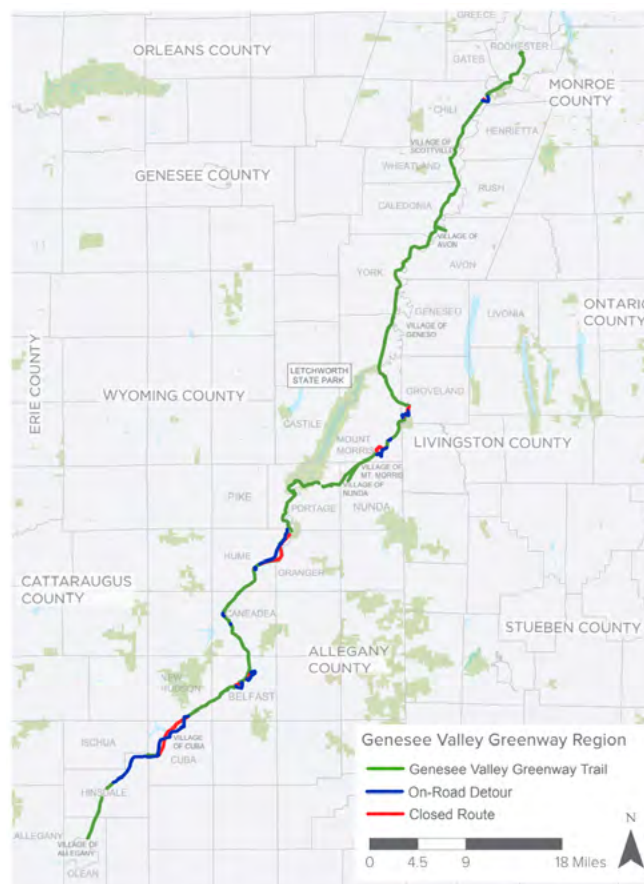 GREECE
ORLEANS COUNTY
ROCHESTER
GATES
MONROE
COUNTY
CHILI
HENRIETTA
VILLAGE OF
SCOTTVILLE
WHEATLAND
GENESEE COUNTY
RUSH
CALEDONIA
VILLAGE OF
AVON
AVON
YORK
GENESEO
LIVONIA
ONTARIO
COUNTY
VILLAGE OF
GENESEO
LETCHWORTH
STATE PARK
ERIE COUNTY
WYOMING COUNTY
GROVELAND
CASTILE
MOUNT
MORRIS
LIVINGSTON COUNTY
VILLAGE OF
MT. MORRIS
VILLAGE OF
NUNDA
PIKE
PORTAGE
NUNDA
HUME
GRANGER
CATTARAUGUS
COUNTY
CANEADEA
STUEBEN COUNTY
ALLEGANY
COUNTY
NEW
HUDSON
BELFAST
ISCHUA
VILLAGE
OF CUBA
CUBA
HINSDALE
ALLEGANY
VILLAGE OF
ALLEGANY
OLEAN
Genesee Valley Greenway Region
Genesee Valley Greenway Trail
On-Road Detour
Closed Route
N
0 4.5 9 18 Miles